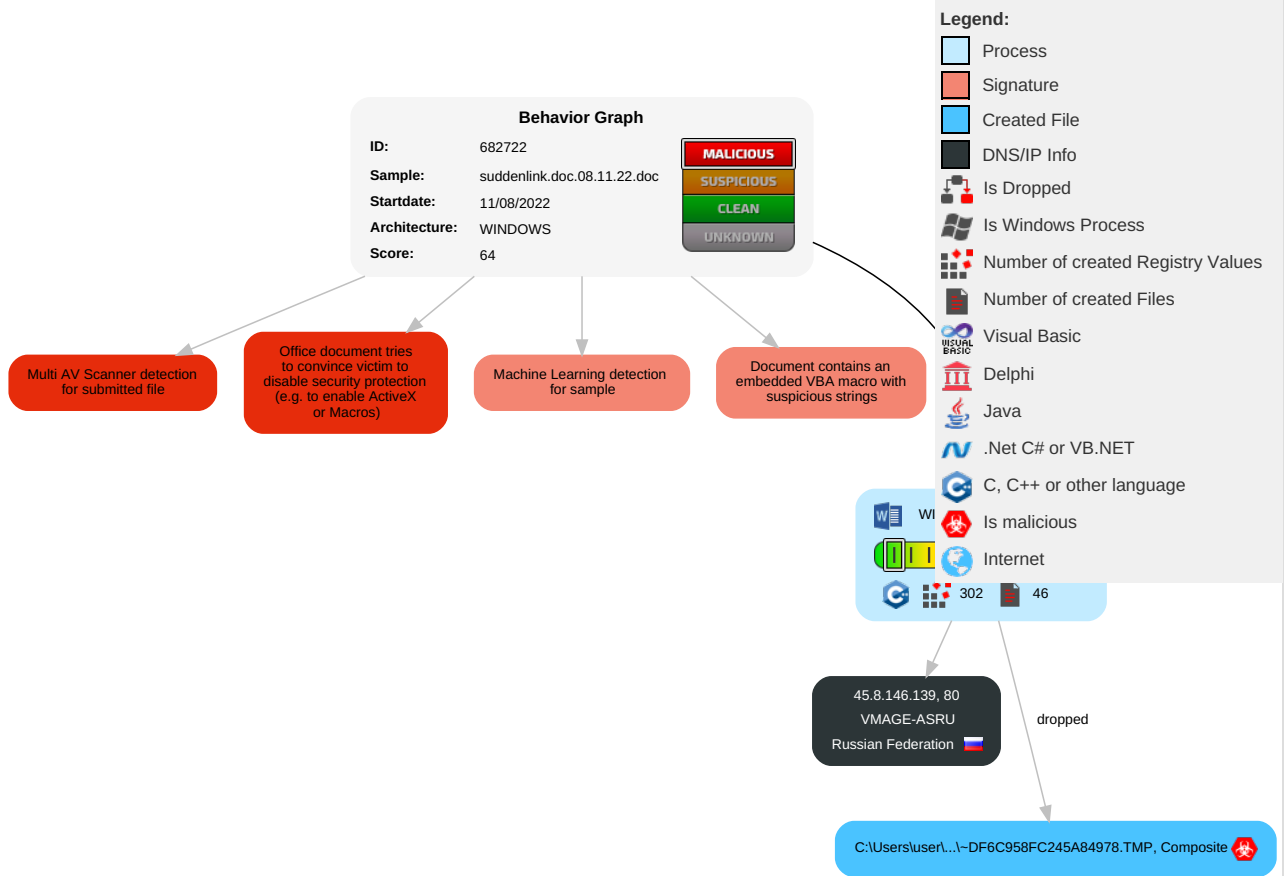 Legend:
Process
Signature
Created File
DNS/IP Info
Is Dropped
Is Windows Process
Number of created Registry Values
Number of created Files
VISUAL BASIC Visual Basic
Delphi
Java
.Net C# or VB.NET
C, C++ or other language
Is malicious
Internet
Behavior Graph
ID: 682722
Sample: suddenlink.doc.08.11.22.doc
Startdate: 11/08/2022
Architecture: WINDOWS
Score: 64
MALICIOUS
SUSPICIOUS
CLEAN
UNKNOWN
Multi AV Scanner detection
for submitted file
Office document tries
to convince victim to
disable security protection
(e.g. to enable ActiveX
or Macros)
Machine Learning detection
for sample
Document contains an
embedded VBA macro with
suspicious strings
302 46
45.8.146.139, 80
VMAGE-ASRU
Russian Federation
dropped
C:\Users\user\...\~DF6C958FC245A84978.TMP, Composite